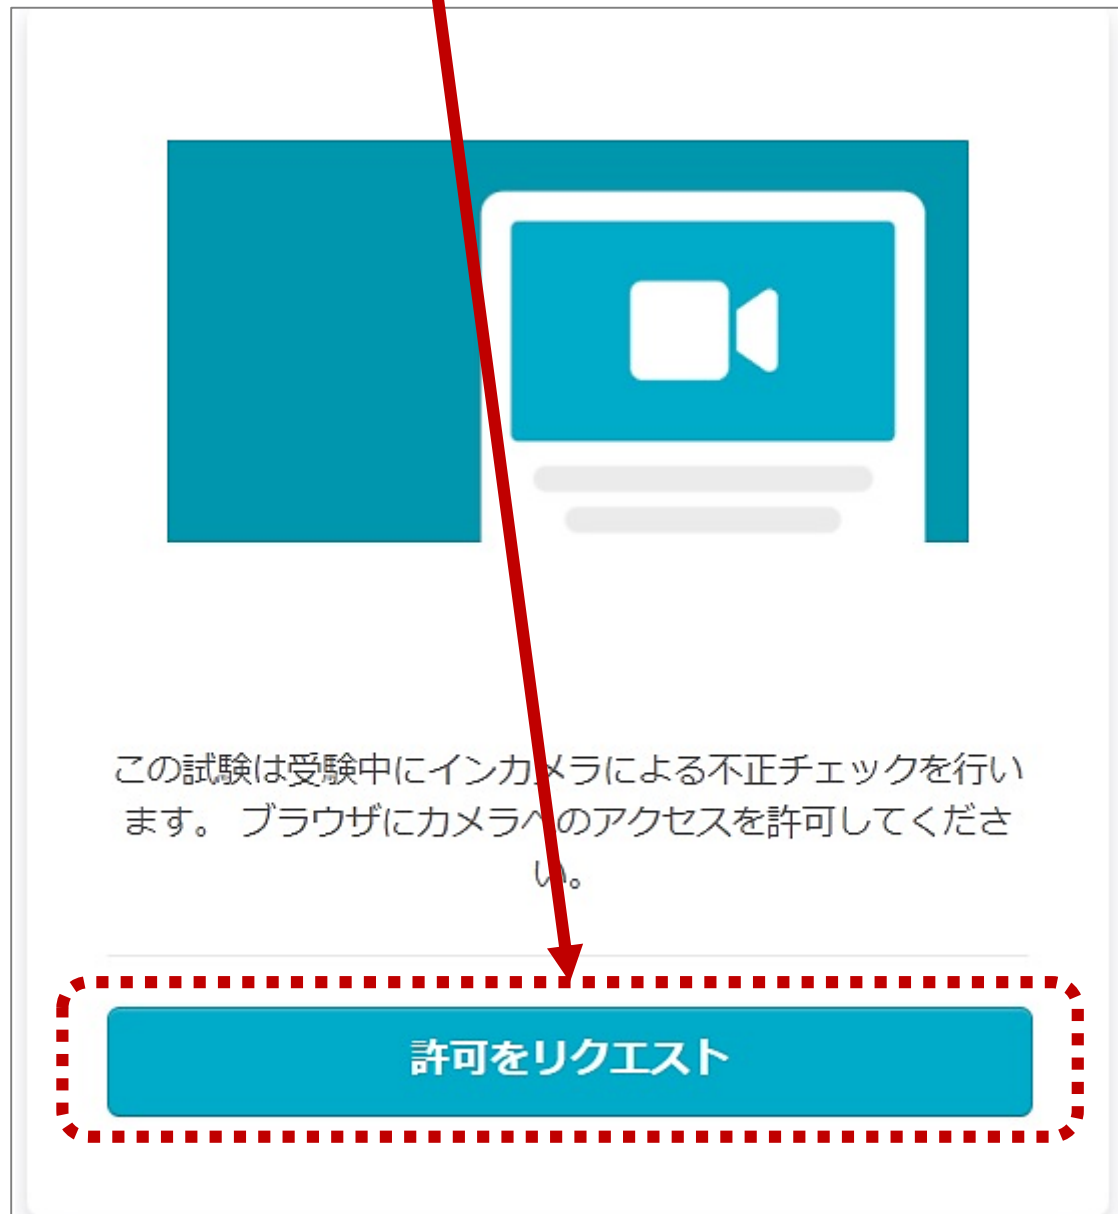 この試験は受験中にインカメラによる不正チェックを行い
ます。 ブラウザにカメラへのアクセスを許可してくださ
い。
許可をリクエスト